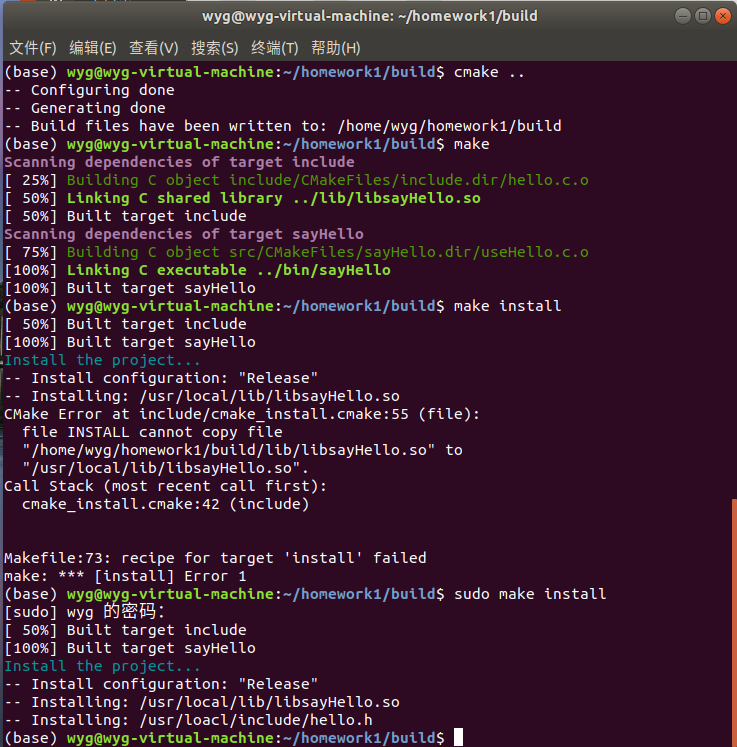 wyg@wyg-virtual-machine: ~/homework1/build
文件(F) 编辑(E) 查看(V) 搜索(S) 终端(T) 帮助(H)
(base) wyg@wyg-virtual-machine:~/homework1/build$ cmake ..
-- Configuring done
-- Generating done
-- Build files have been written to: /home/wyg/homework1/build
(base) wyg@wyg-virtual-machine:~/homework1/build$ make
Scanning dependencies of target include
[ 25%] Building C object include/CMakeFiles/include.dir/hello.c.o
[ 50%] Linking C shared library ../lib/libsayHello.so
[ 50%] Built target include
Scanning dependencies of target sayHello
[ 75%] Building C object src/CMakeFiles/sayHello.dir/useHello.c.o
[100%] Linking C executable ../bin/sayHello
[100%] Built target sayHello
(base) wyg@wyg-virtual-machine:~/homework1/build$ make install
[ 50%] Built target include
[100%] Built target sayHello
Install the project...
-- Install configuration: "Release"
-- Installing: /usr/local/lib/libsayHello.so
CMake Error at include/cmake_install.cmake:55 (file):
  file INSTALL cannot copy file
  "/home/wyg/homework1/build/lib/libsayHello.so" to
  "/usr/local/lib/libsayHello.so".
Call Stack (most recent call first):
  cmake_install.cmake:42 (include)
Makefile:73: recipe for target 'install' failed
make: *** [install] Error 1
(base) wyg@wyg-virtual-machine:~/homework1/build$ sudo make install
[sudo] wyg 的密码：
[ 50%] Built target include
[100%] Built target sayHello
Install the project...
-- Install configuration: "Release"
-- Installing: /usr/local/lib/libsayHello.so
-- Installing: /usr/loacl/include/hello.h
(base) wyg@wyg-virtual-machine:~/homework1/build$